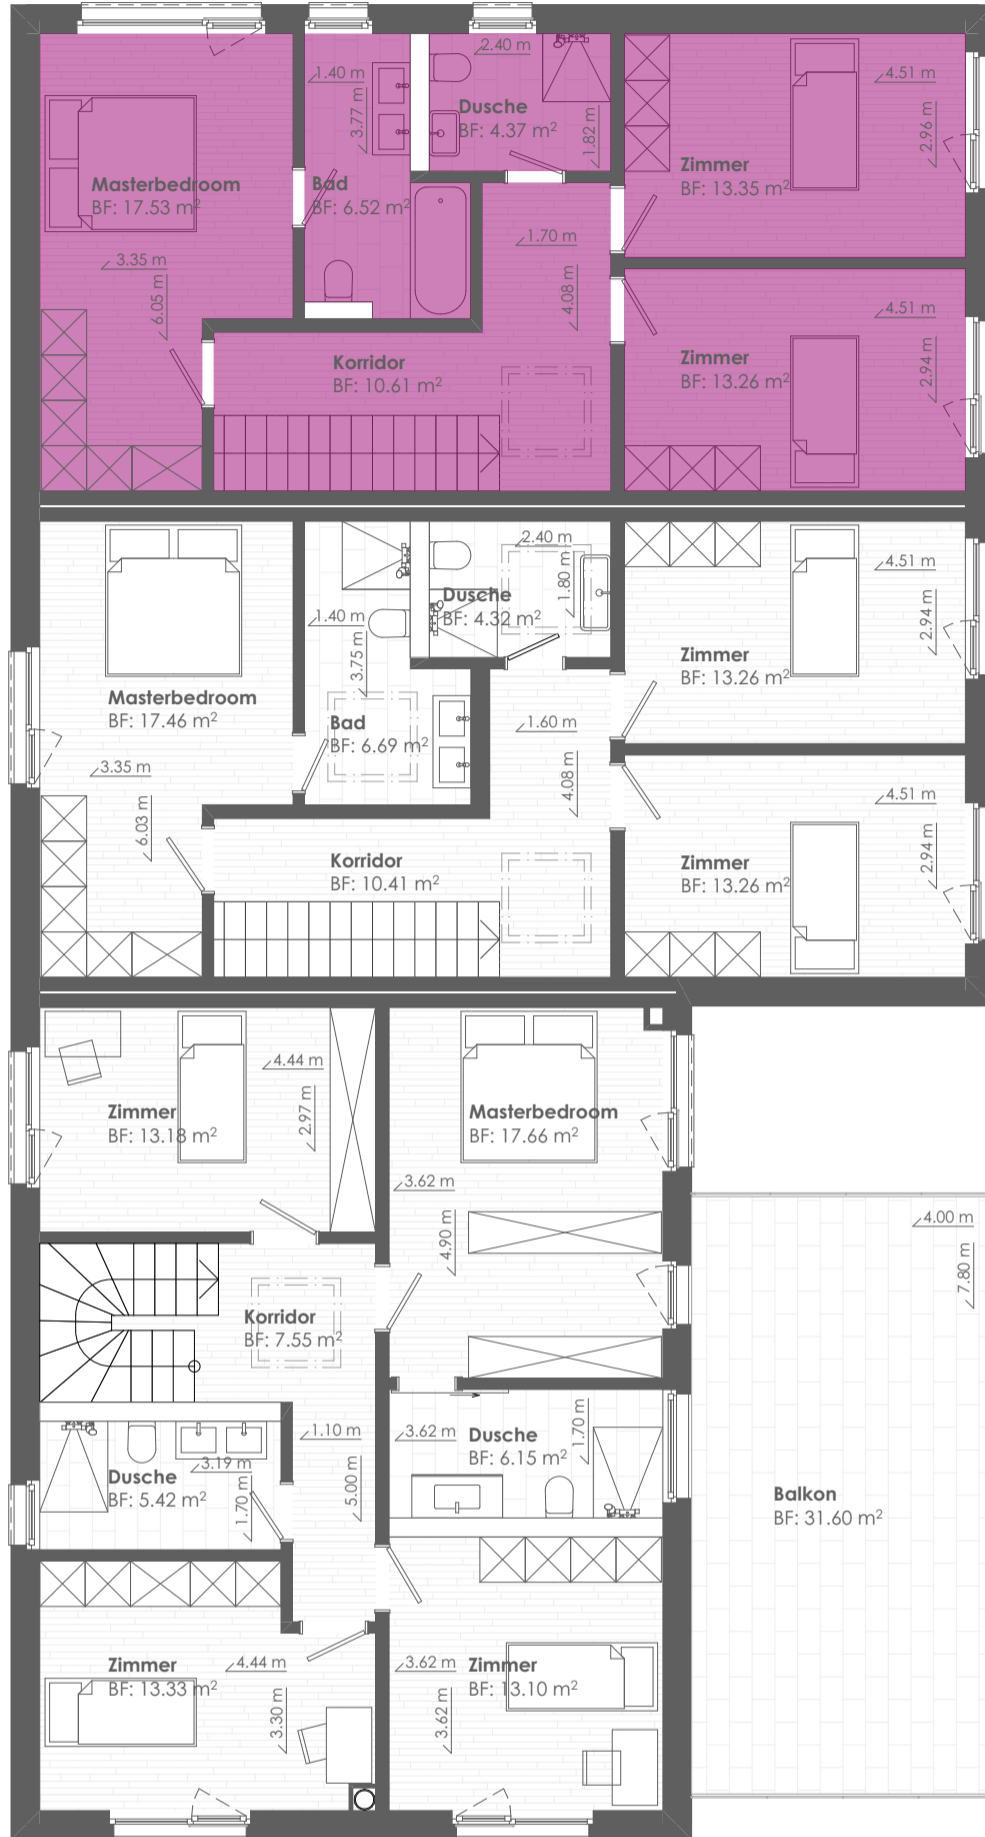 2.40 m
1.40 m
3.77 m
Dusche
BF: 4.37 m²
1.82 m
4.51 m
2.96 m
Zimmer
BF: 13.35 m²
Masterbedroom
BF: 17.53 m²
Bad
BF: 6.52 m²
3.35 m
6.05 m
1.70 m
4.08 m
4.51 m
2.94 m
Zimmer
BF: 13.26 m²
Korridor
BF: 10.61 m²
2.40 m
1.80 m
Dusche
BF: 4.32 m²
4.51 m
2.94 m
1.40 m
3.75 m
Zimmer
BF: 13.26 m²
Masterbedroom
BF: 17.46 m²
Bad
BF: 6.69 m²
1.60 m
4.08 m
3.35 m
6.03 m
4.51 m
2.94 m
Korridor
BF: 10.41 m²
Zimmer
BF: 13.26 m²
4.44 m
2.97 m
Zimmer
BF: 13.18 m²
Masterbedroom
BF: 17.66 m²
3.62 m
4.90 m
4.00 m
7.80 m
Korridor
BF: 7.55 m²
1.10 m
5.00 m
3.62 m
1.70 m
Dusche
BF: 6.15 m²
3.19 m
1.70 m
Dusche
BF: 5.42 m²
Balkon
BF: 31.60 m²
Zimmer
BF: 13.33 m²
4.44 m
3.30 m
3.62 m
3.62 m
Zimmer
BF: 13.10 m²